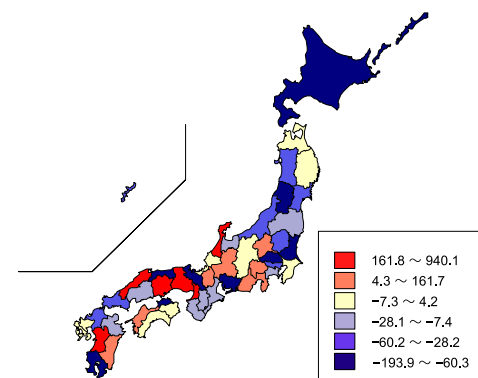 161.8 ～ 940.1
4.3 ～ 161.7
−7.3 ～ 4.2
−28.1 ～ −7.4
−60.2 ～ −28.2
−193.9 ～ −60.3